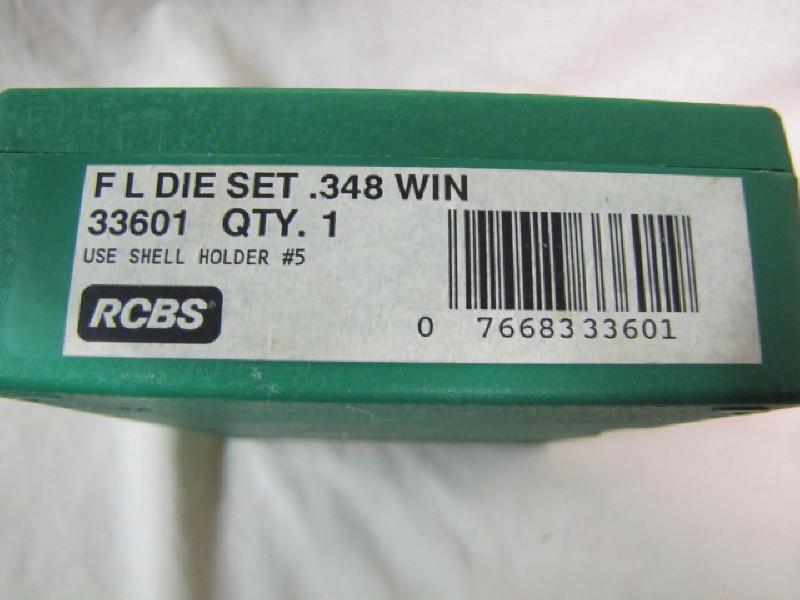 F L DIE SET .348 WIN
33601 QTY. 1
USE SHELL HOLDER #5
RCBS®
0 7668333601